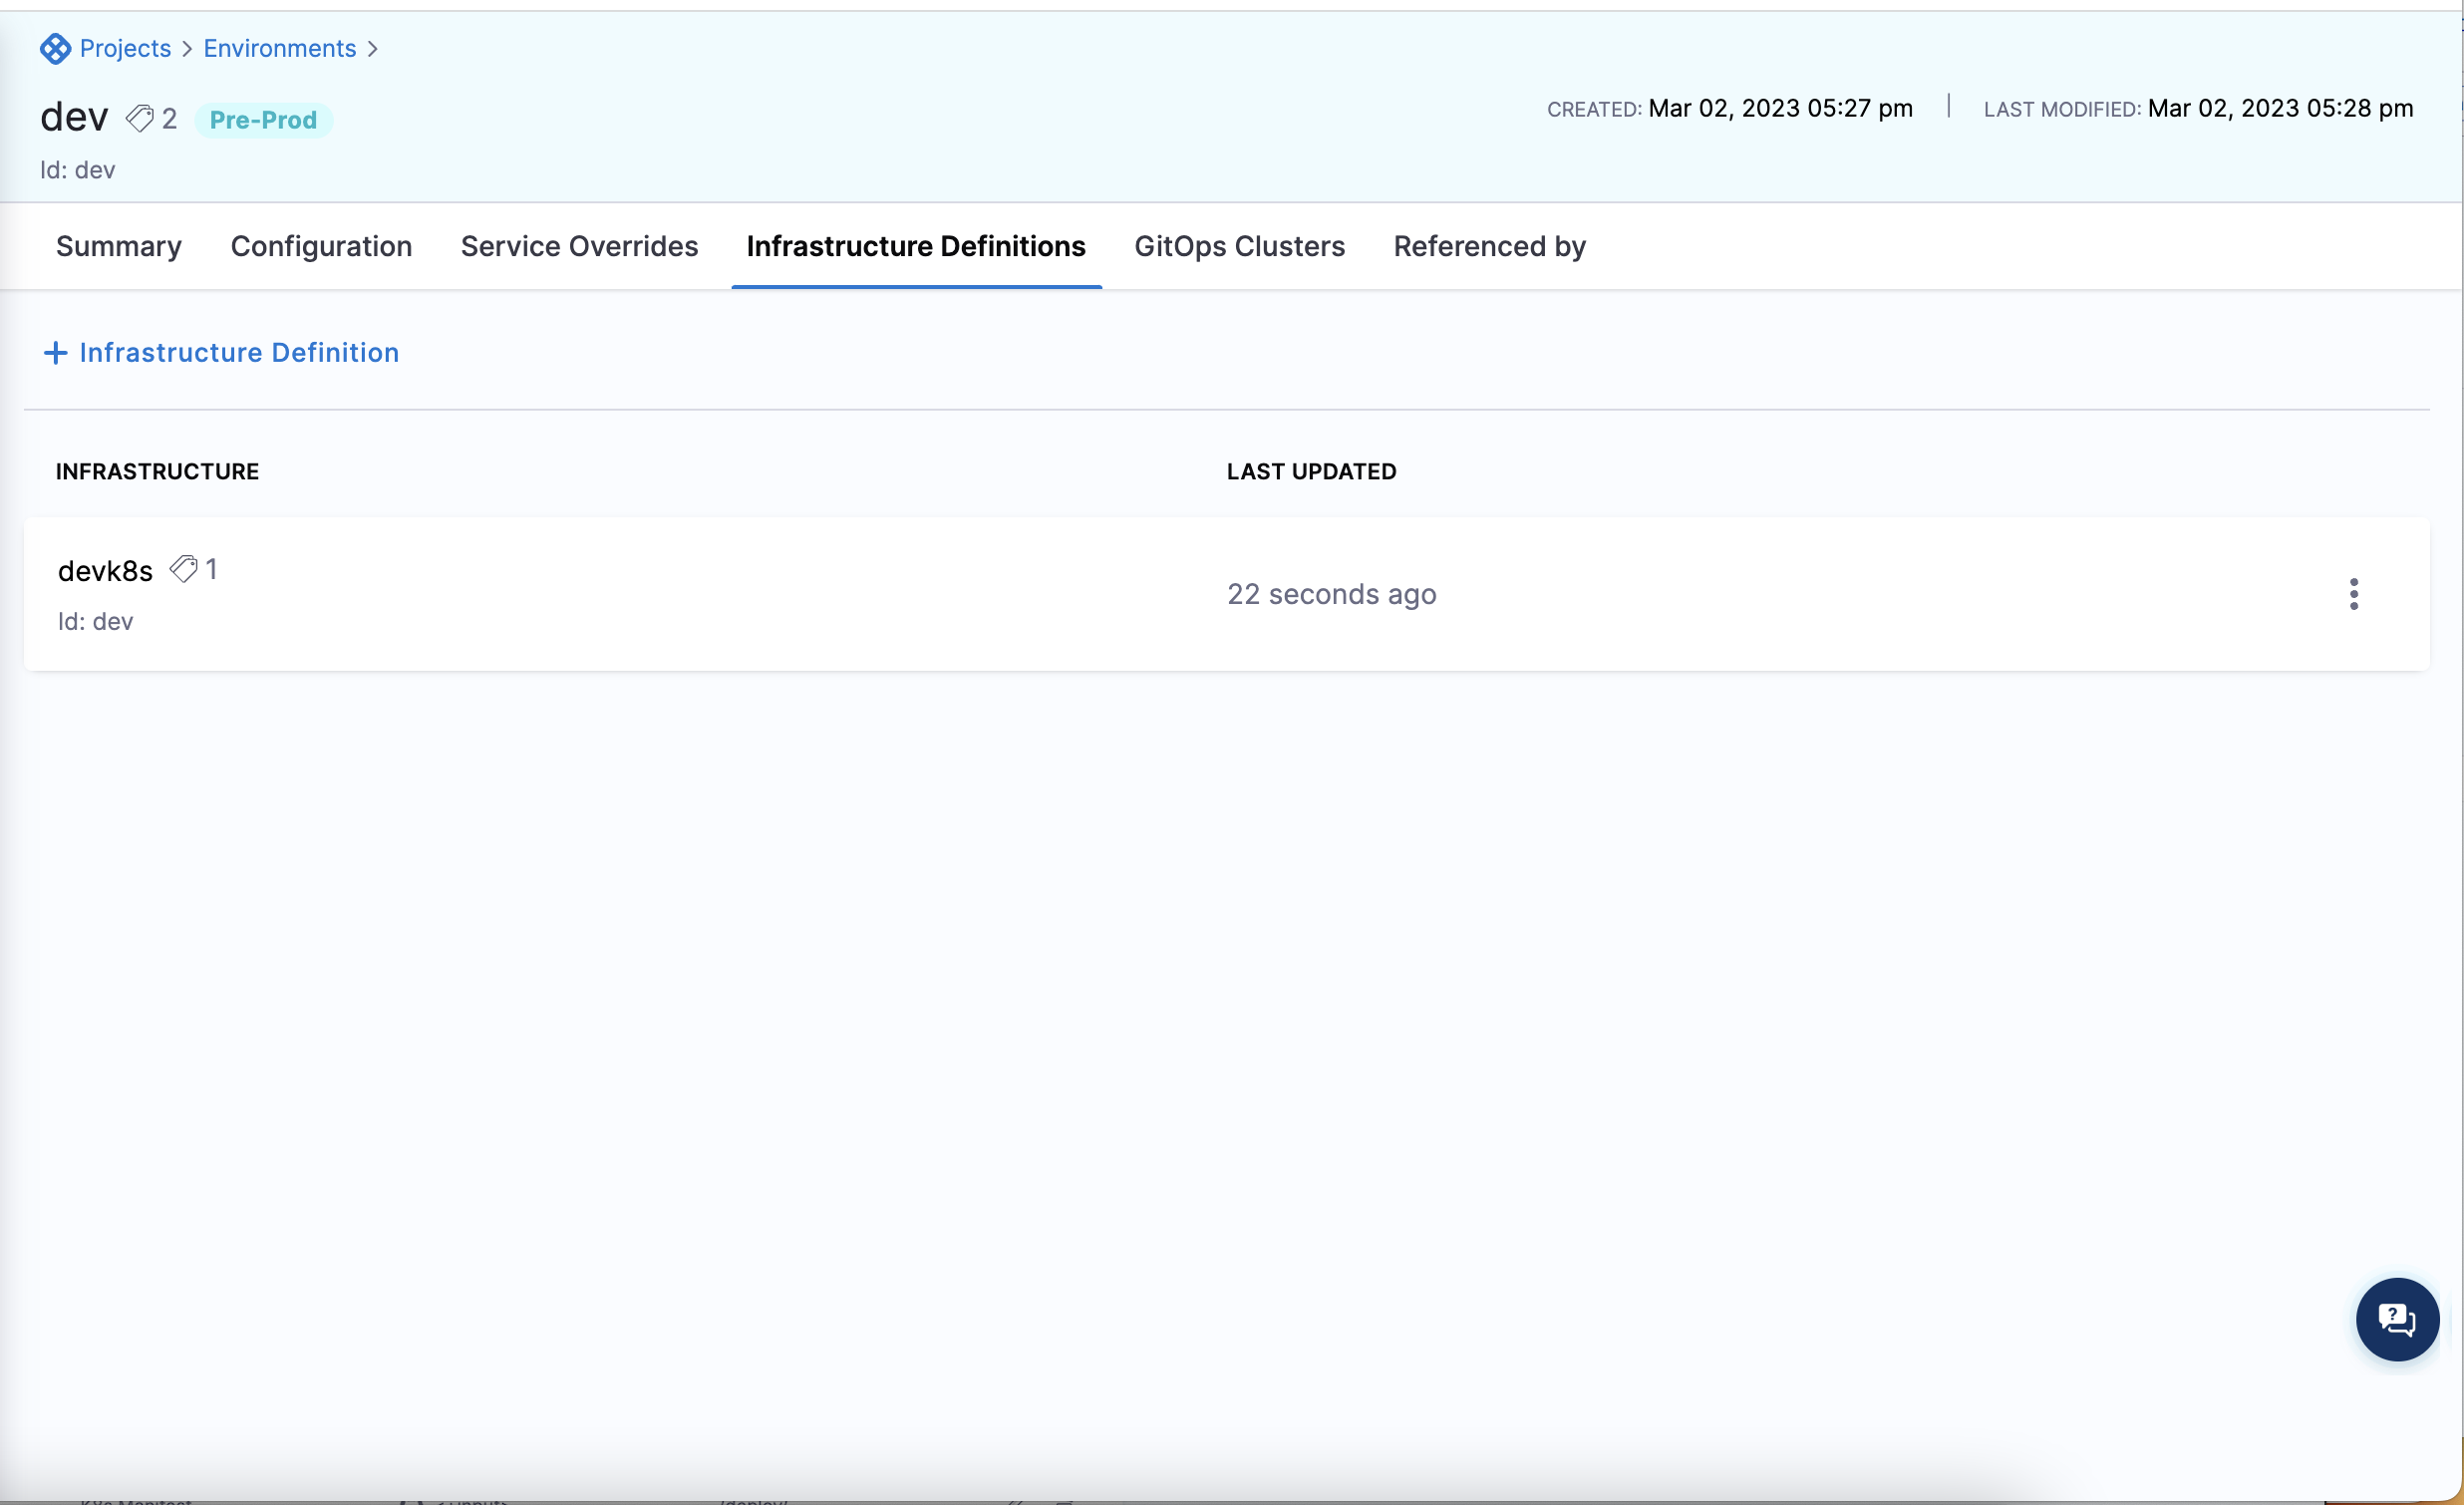 Projects > Environments >
dev 2 Pre-Prod
CREATED: Mar 02, 2023 05:27 pm | LAST MODIFIED: Mar 02, 2023 05:28 pm
Id: dev
Summary Configuration Service Overrides Infrastructure Definitions GitOps Clusters Referenced by
+ Infrastructure Definition
INFRASTRUCTURE LAST UPDATED
devk8s 1
22 seconds ago
Id: dev